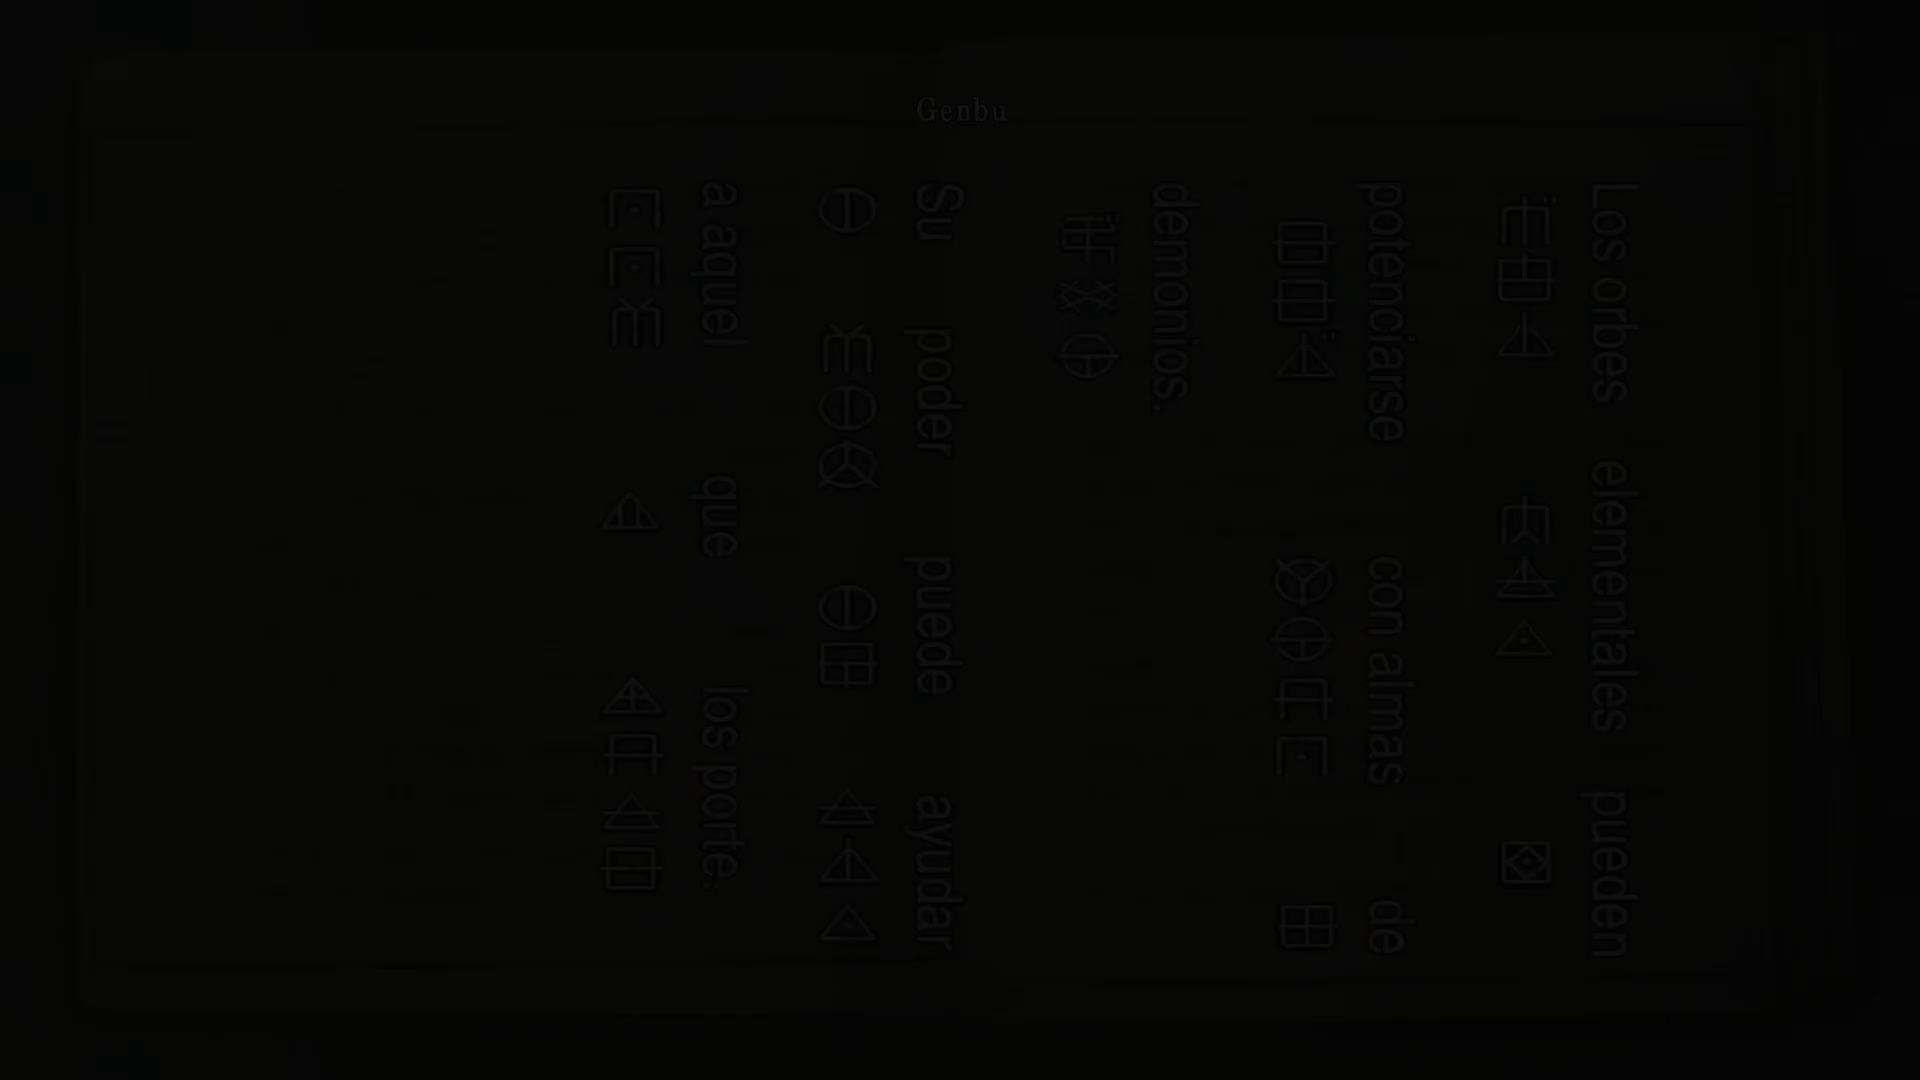 Genbu
Los orbes elementales pueden
potenciarse con almas de
demonios.
Su poder puede ayudar
a aquel que los porte.